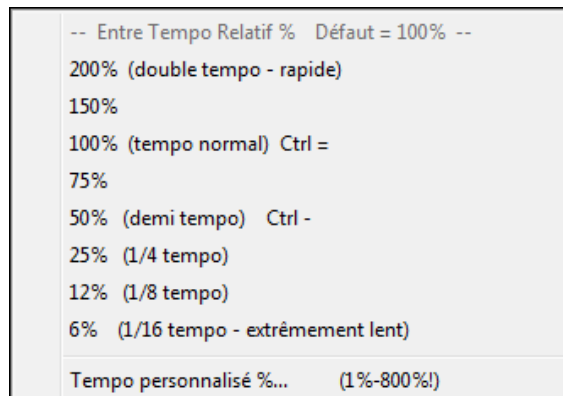 -- Entre Tempo Relatif % Défaut = 100% --
200% (double tempo - rapide)
150%
100% (tempo normal) Ctrl =
75%
50% (demi tempo) Ctrl -
25% (1/4 tempo)
12% (1/8 tempo)
6% (1/16 tempo - extrêmement lent)
Tempo personnalisé %... (1%-800%!)